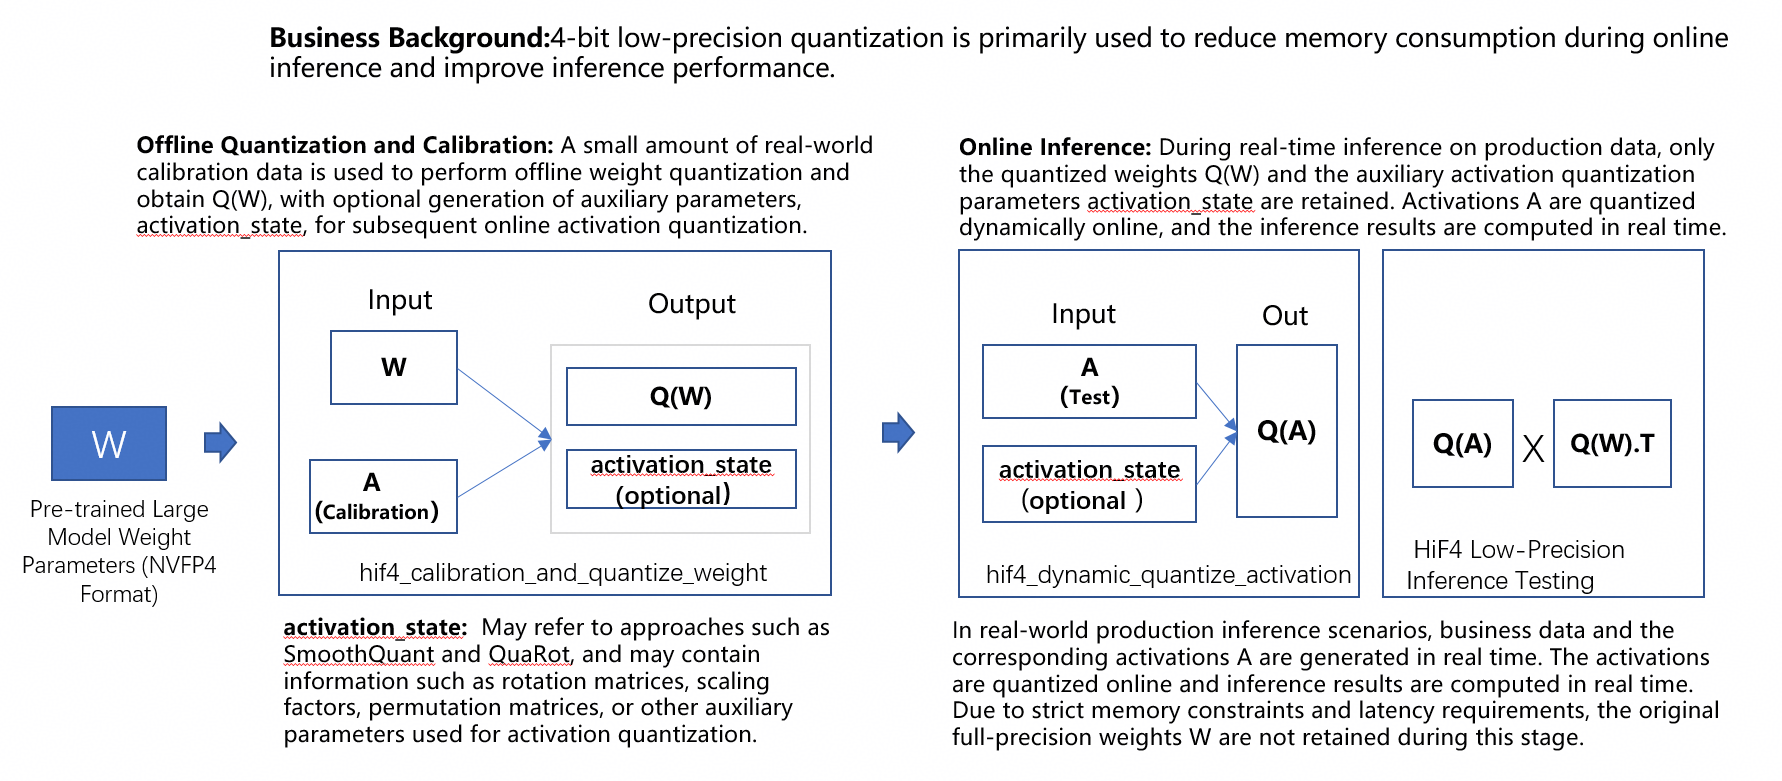 Business Background:4-bit low-precision quantization is primarily used to reduce memory consumption during online
inference and improve inference performance.
Offline Quantization and Calibration: A small amount of real-world
calibration data is used to perform offline weight quantization and
obtain Q(W), with optional generation of auxiliary parameters,
activation_state, for subsequent online activation quantization.
Input
Output
W
Q(W)
A
(Calibration)
activation_state
(optional)
hif4_calibration_and_quantize_weight
W
Pre-trained Large
Model Weight
Parameters (NVFP4
Format)
activation_state: May refer to approaches such as
SmoothQuant and QuaRot, and may contain
information such as rotation matrices, scaling
factors, permutation matrices, or other auxiliary
parameters used for activation quantization.
Online Inference: During real-time inference on production data, only
the quantized weights Q(W) and the auxiliary activation quantization
parameters activation_state are retained. Activations A are quantized
dynamically online, and the inference results are computed in real time.
Input
Out
A
(Test)
activation_state
(optional )
Q(A)
hif4_dynamic_quantize_activation
Q(A)
X
Q(W).T
HiF4 Low-Precision
Inference Testing
In real-world production inference scenarios, business data and the
corresponding activations A are generated in real time. The activations
are quantized online and inference results are computed in real time.
Due to strict memory constraints and latency requirements, the original
full-precision weights W are not retained during this stage.